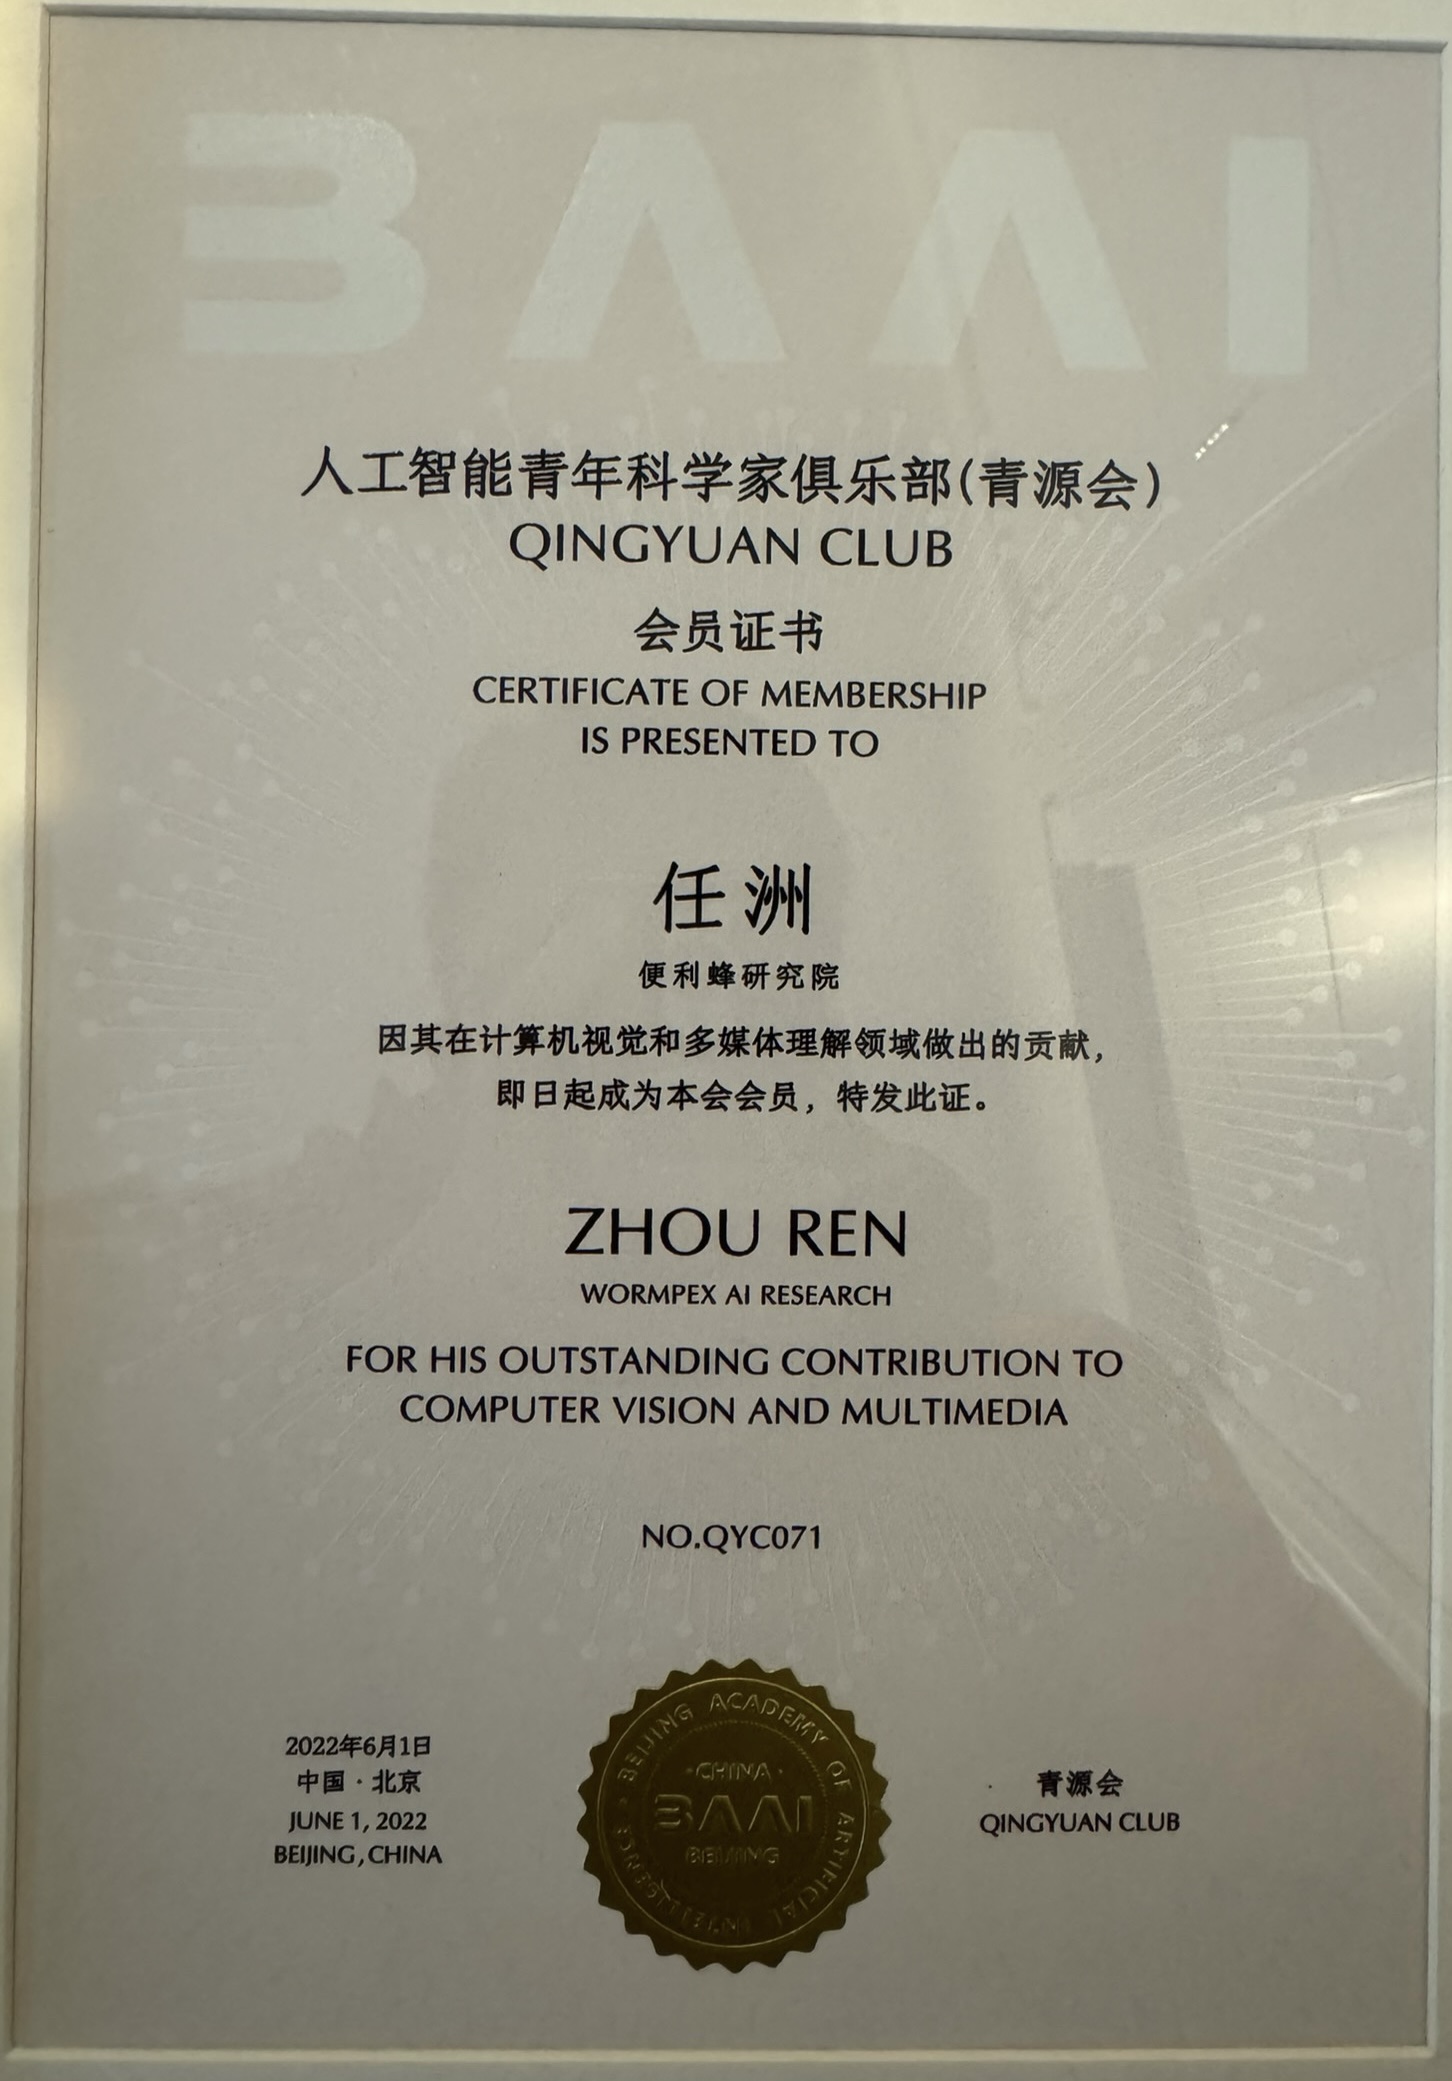 BAAI
人工智能青年科学家俱乐部(青源会)
QINGYUAN CLUB
会员证书
CERTIFICATE OF MEMBERSHIP
IS PRESENTED TO
任洲
便利蜂研究院
因其在计算机视觉和多媒体理解领域做出的贡献，
即日起成为本会会员，特发此证。
ZHOU REN
WORMPEX AI RESEARCH
FOR HIS OUTSTANDING CONTRIBUTION TO
COMPUTER VISION AND MULTIMEDIA
NO.QYC071
2022年6月1日
中国·北京
JUNE 1, 2022
BEIJING, CHINA
BEIJING ACADEMY OF ARTIFICIAL INTELLIGENCE
·CHINA·
BAAI
BEIJING
青源会
QINGYUAN CLUB